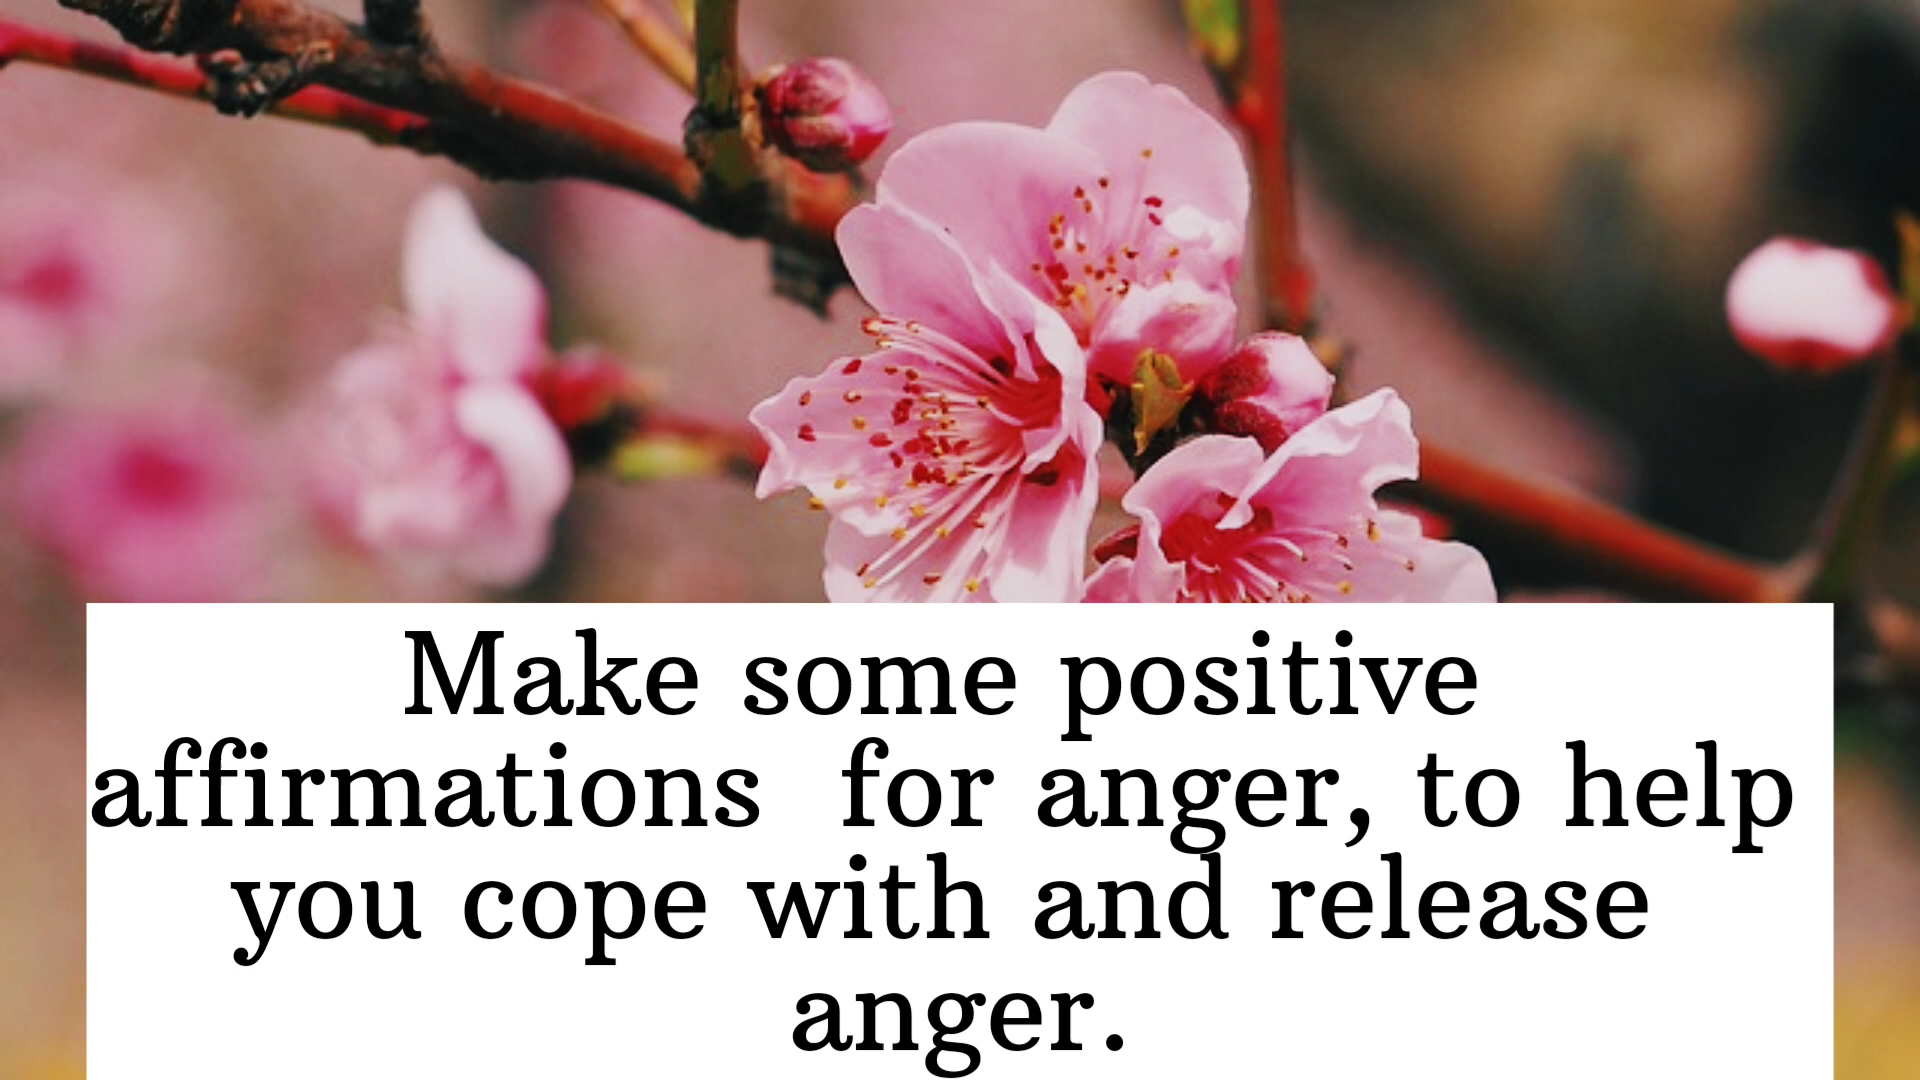 Make some positive
affirmations  for anger, to help
you cope with and release
anger.